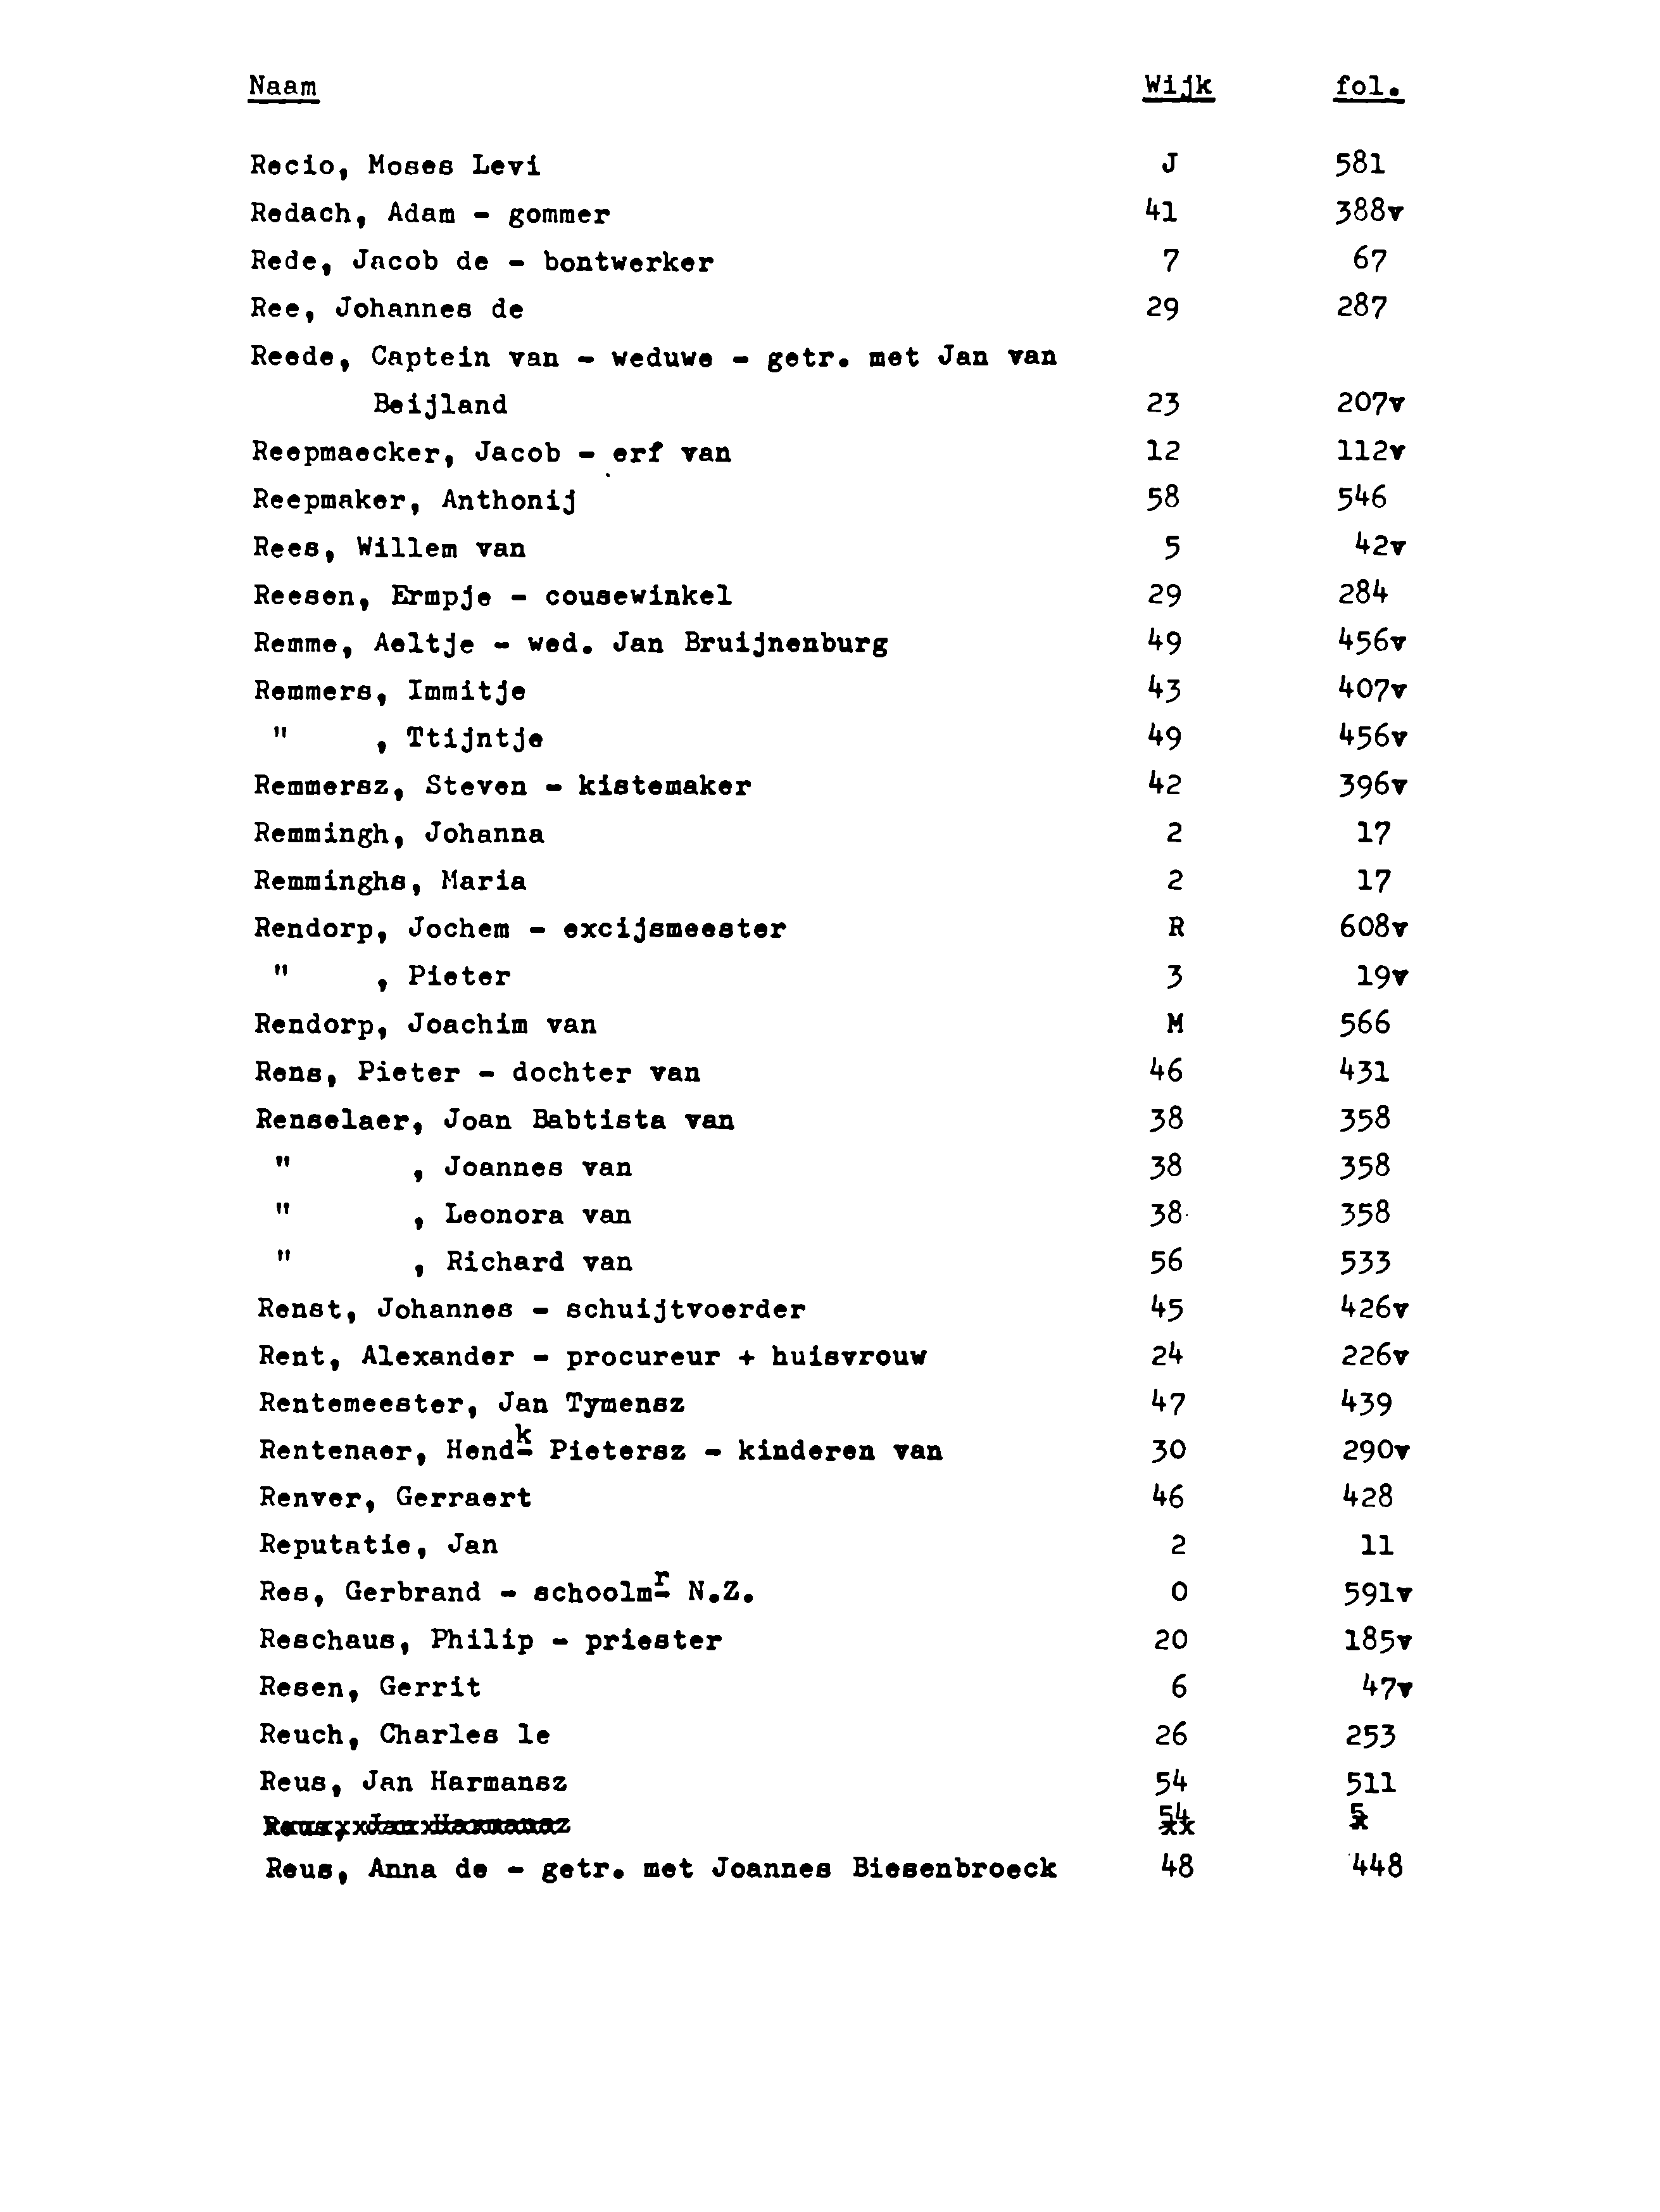 Naam Wijk fol.
Recio, Moses Levi J 581
Redach, Adam - gommer 41 388v
Rede, Jacob de - bontwerker 7 67
Ree, Johannes de 29 287
Reede, Captein van - weduwe - getr. met Jan van
Beijland 23 207v
Reepmaecker, Jacob - erf van 12 112v
Reepmaker, Anthonij 58 546
Rees, Willem van 5 42v
Reesen, Ermpje - cousewinkel 29 284
Remme, Aeltje - wed. Jan Bruijnenburg 49 456v
Remmers, Immitje 43 407v
" , Ttijntje 49 456v
Remmersz, Steven - kistemaker 42 396v
Remmingh, Johanna 2 17
Remminghs, Maria 2 17
Rendorp, Jochem - excijsmeester R 608v
" , Pieter 3 19v
Rendorp, Joachim van M 566
Rens, Pieter - dochter van 46 431
Renselaer, Joan Babtista van 38 358
" , Joannes van 38 358
" , Leonora van 38 358
" , Richard van 56 533
Renst, Johannes - schuijtvoerder 45 426v
Rent, Alexander - procureur + huisvrouw 24 226v
Rentemeester, Jan Tymensz 47 439
Rentenaer, Hendk Pietersz - kinderen van 30 290v
Renver, Gerraert 46 428
Reputatie, Jan 2 11
Res, Gerbrand - schoolmr N.Z. O 591v
Reschaus, Philip - priester 20 185v
Resen, Gerrit 6 47v
Reuch, Charles le 26 253
Reus, Jan Harmansz 54 511
Reus, Anna de - getr. met Joannes Biesenbroeck 48 448